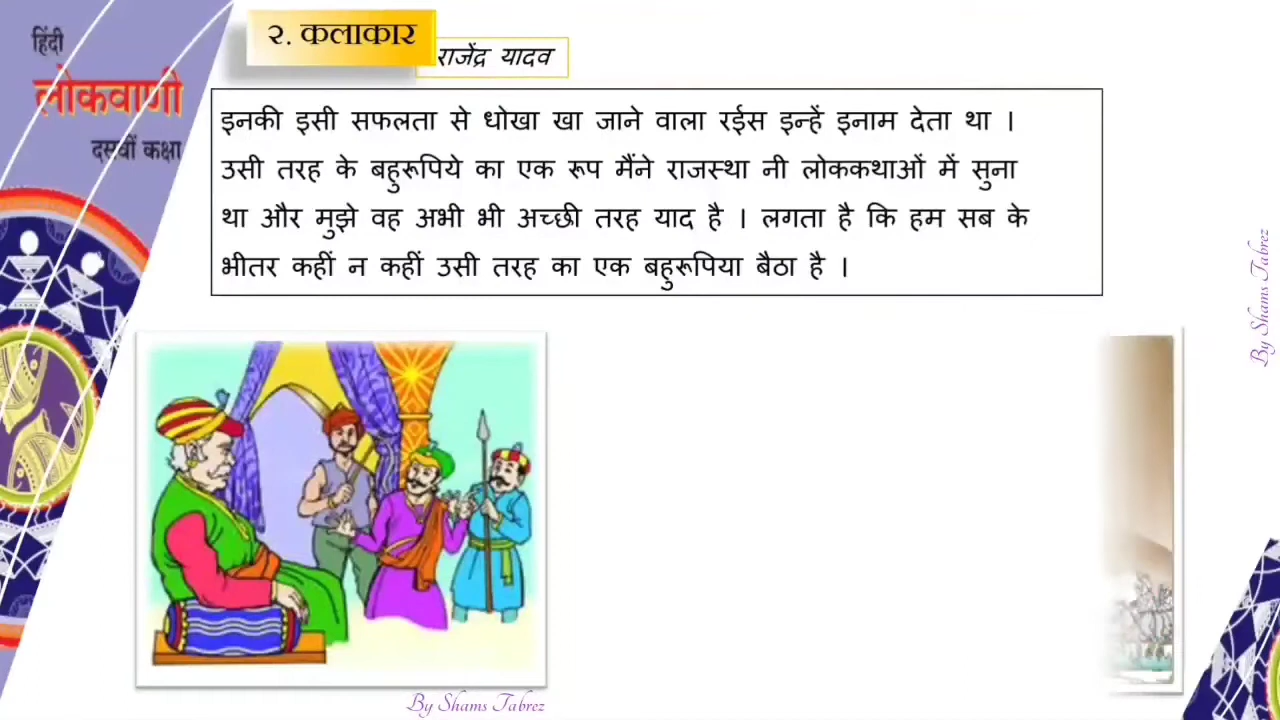 हिंदी
लोकवाणी
दसवीं कक्षा
२. कलाकार
राजेंद्र यादव
इनकी इसी सफलता से धोखा खा जाने वाला रईस इन्हें इनाम देता था ।
उसी तरह के बहुरूपिये का एक रूप मैंने राजस्था नी लोककथाओं में सुना
था और मुझे वह अभी भी अच्छी तरह याद है । लगता है कि हम सब के
भीतर कहीं न कहीं उसी तरह का एक बहुरूपिया बैठा है ।
By Shams Tabrez
By Shams Tabrez